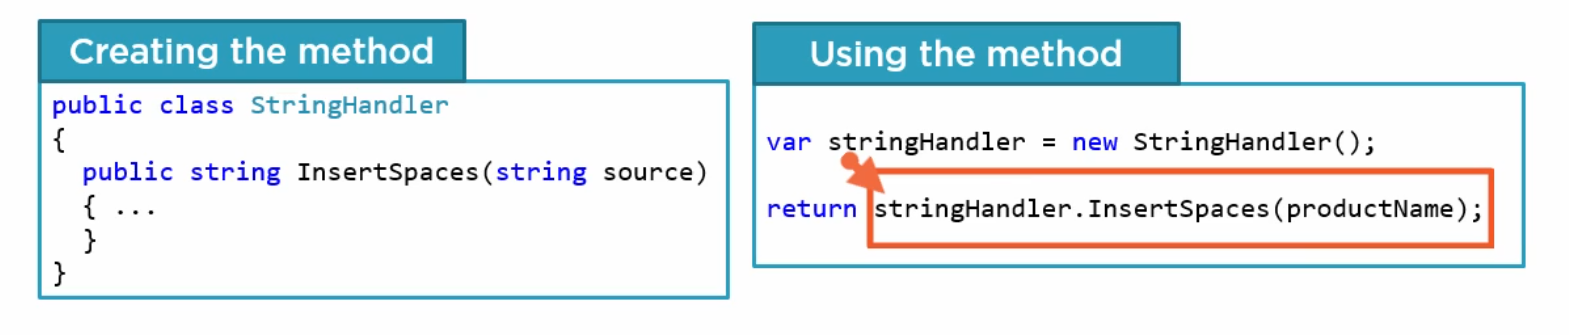 Creating the method
public class StringHandler
{
public string InsertSpaces(string source)
{ ...
}
}
Using the method
var stringHandler = new StringHandler();
return stringHandler.InsertSpaces(productName);